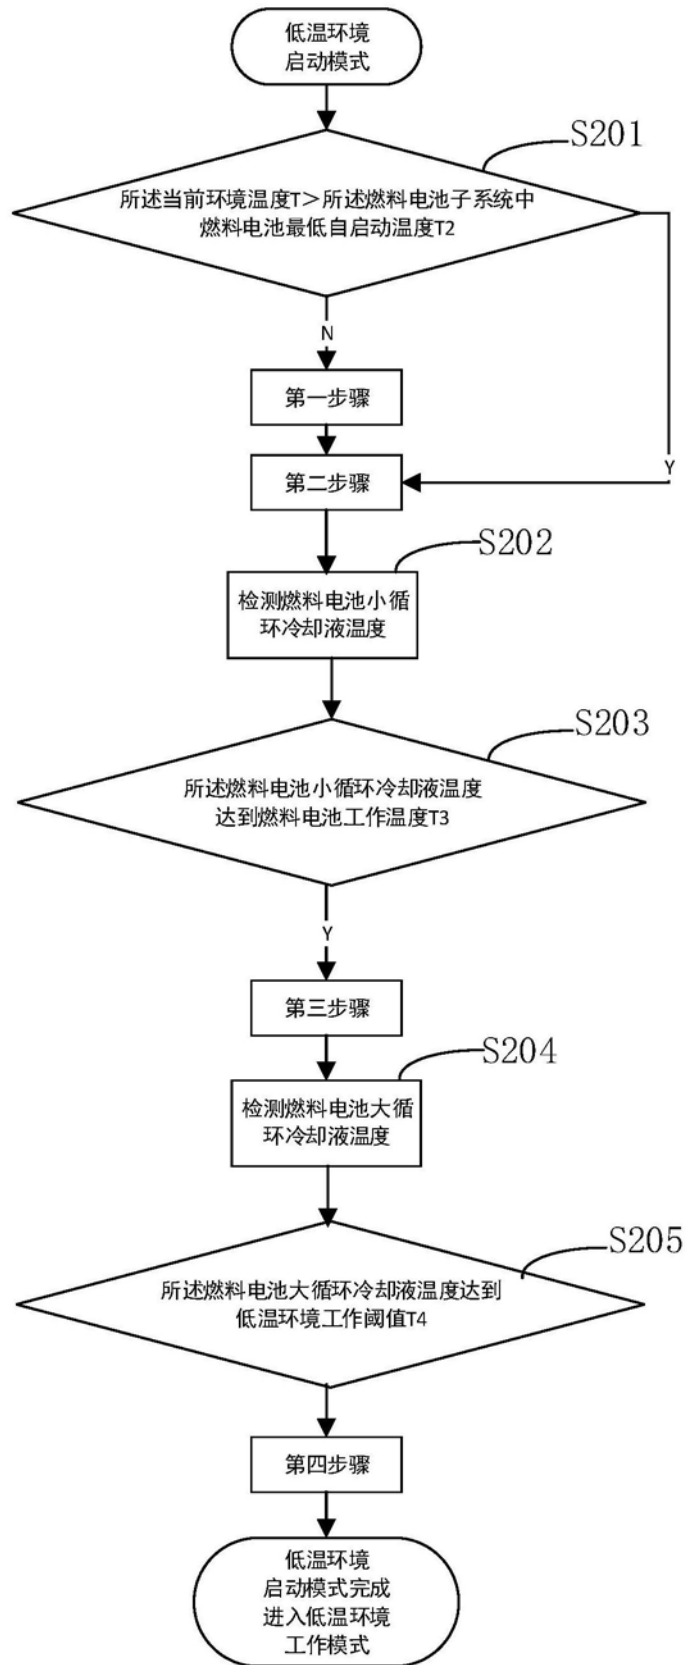 低温环境
启动模式
S201
所述当前环境温度T＞所述燃料电池子系统中
燃料电池最低自启动温度T2
N
第一步骤
第二步骤
Y
S202
检测燃料电池小循
环冷却液温度
S203
所述燃料电池小循环冷却液温度
达到燃料电池工作温度T3
Y
第三步骤
S204
检测燃料电池大循
环冷却液温度
S205
所述燃料电池大循环冷却液温度达到
低温环境工作阈值T4
第四步骤
低温环境
启动模式完成
进入低温环境
工作模式